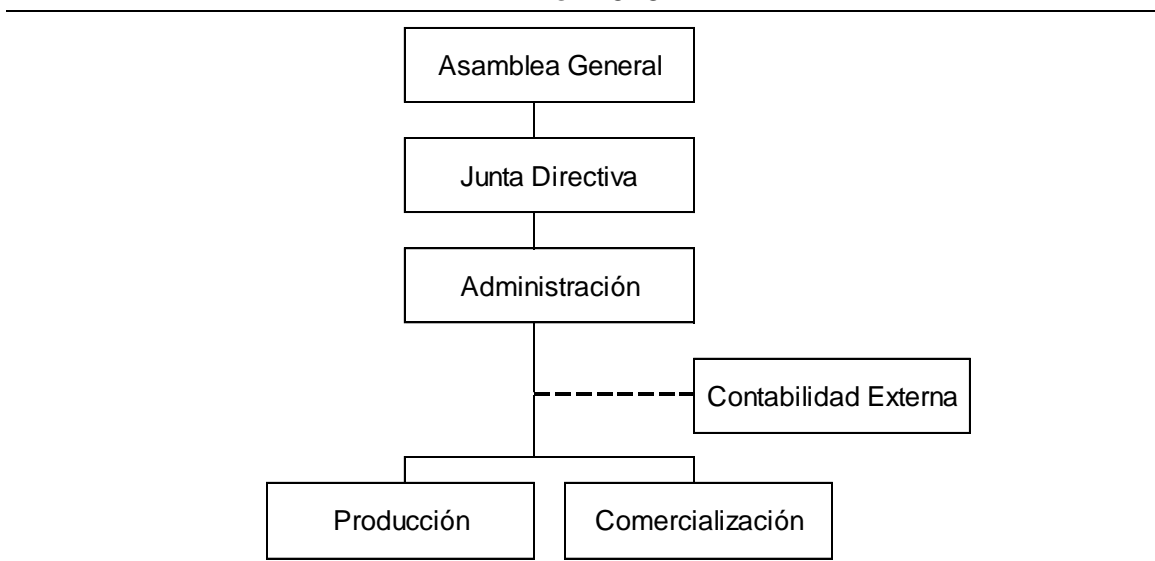 Asamblea General
Junta Directiva
Administración
Contabilidad Externa
Producción
Comercialización